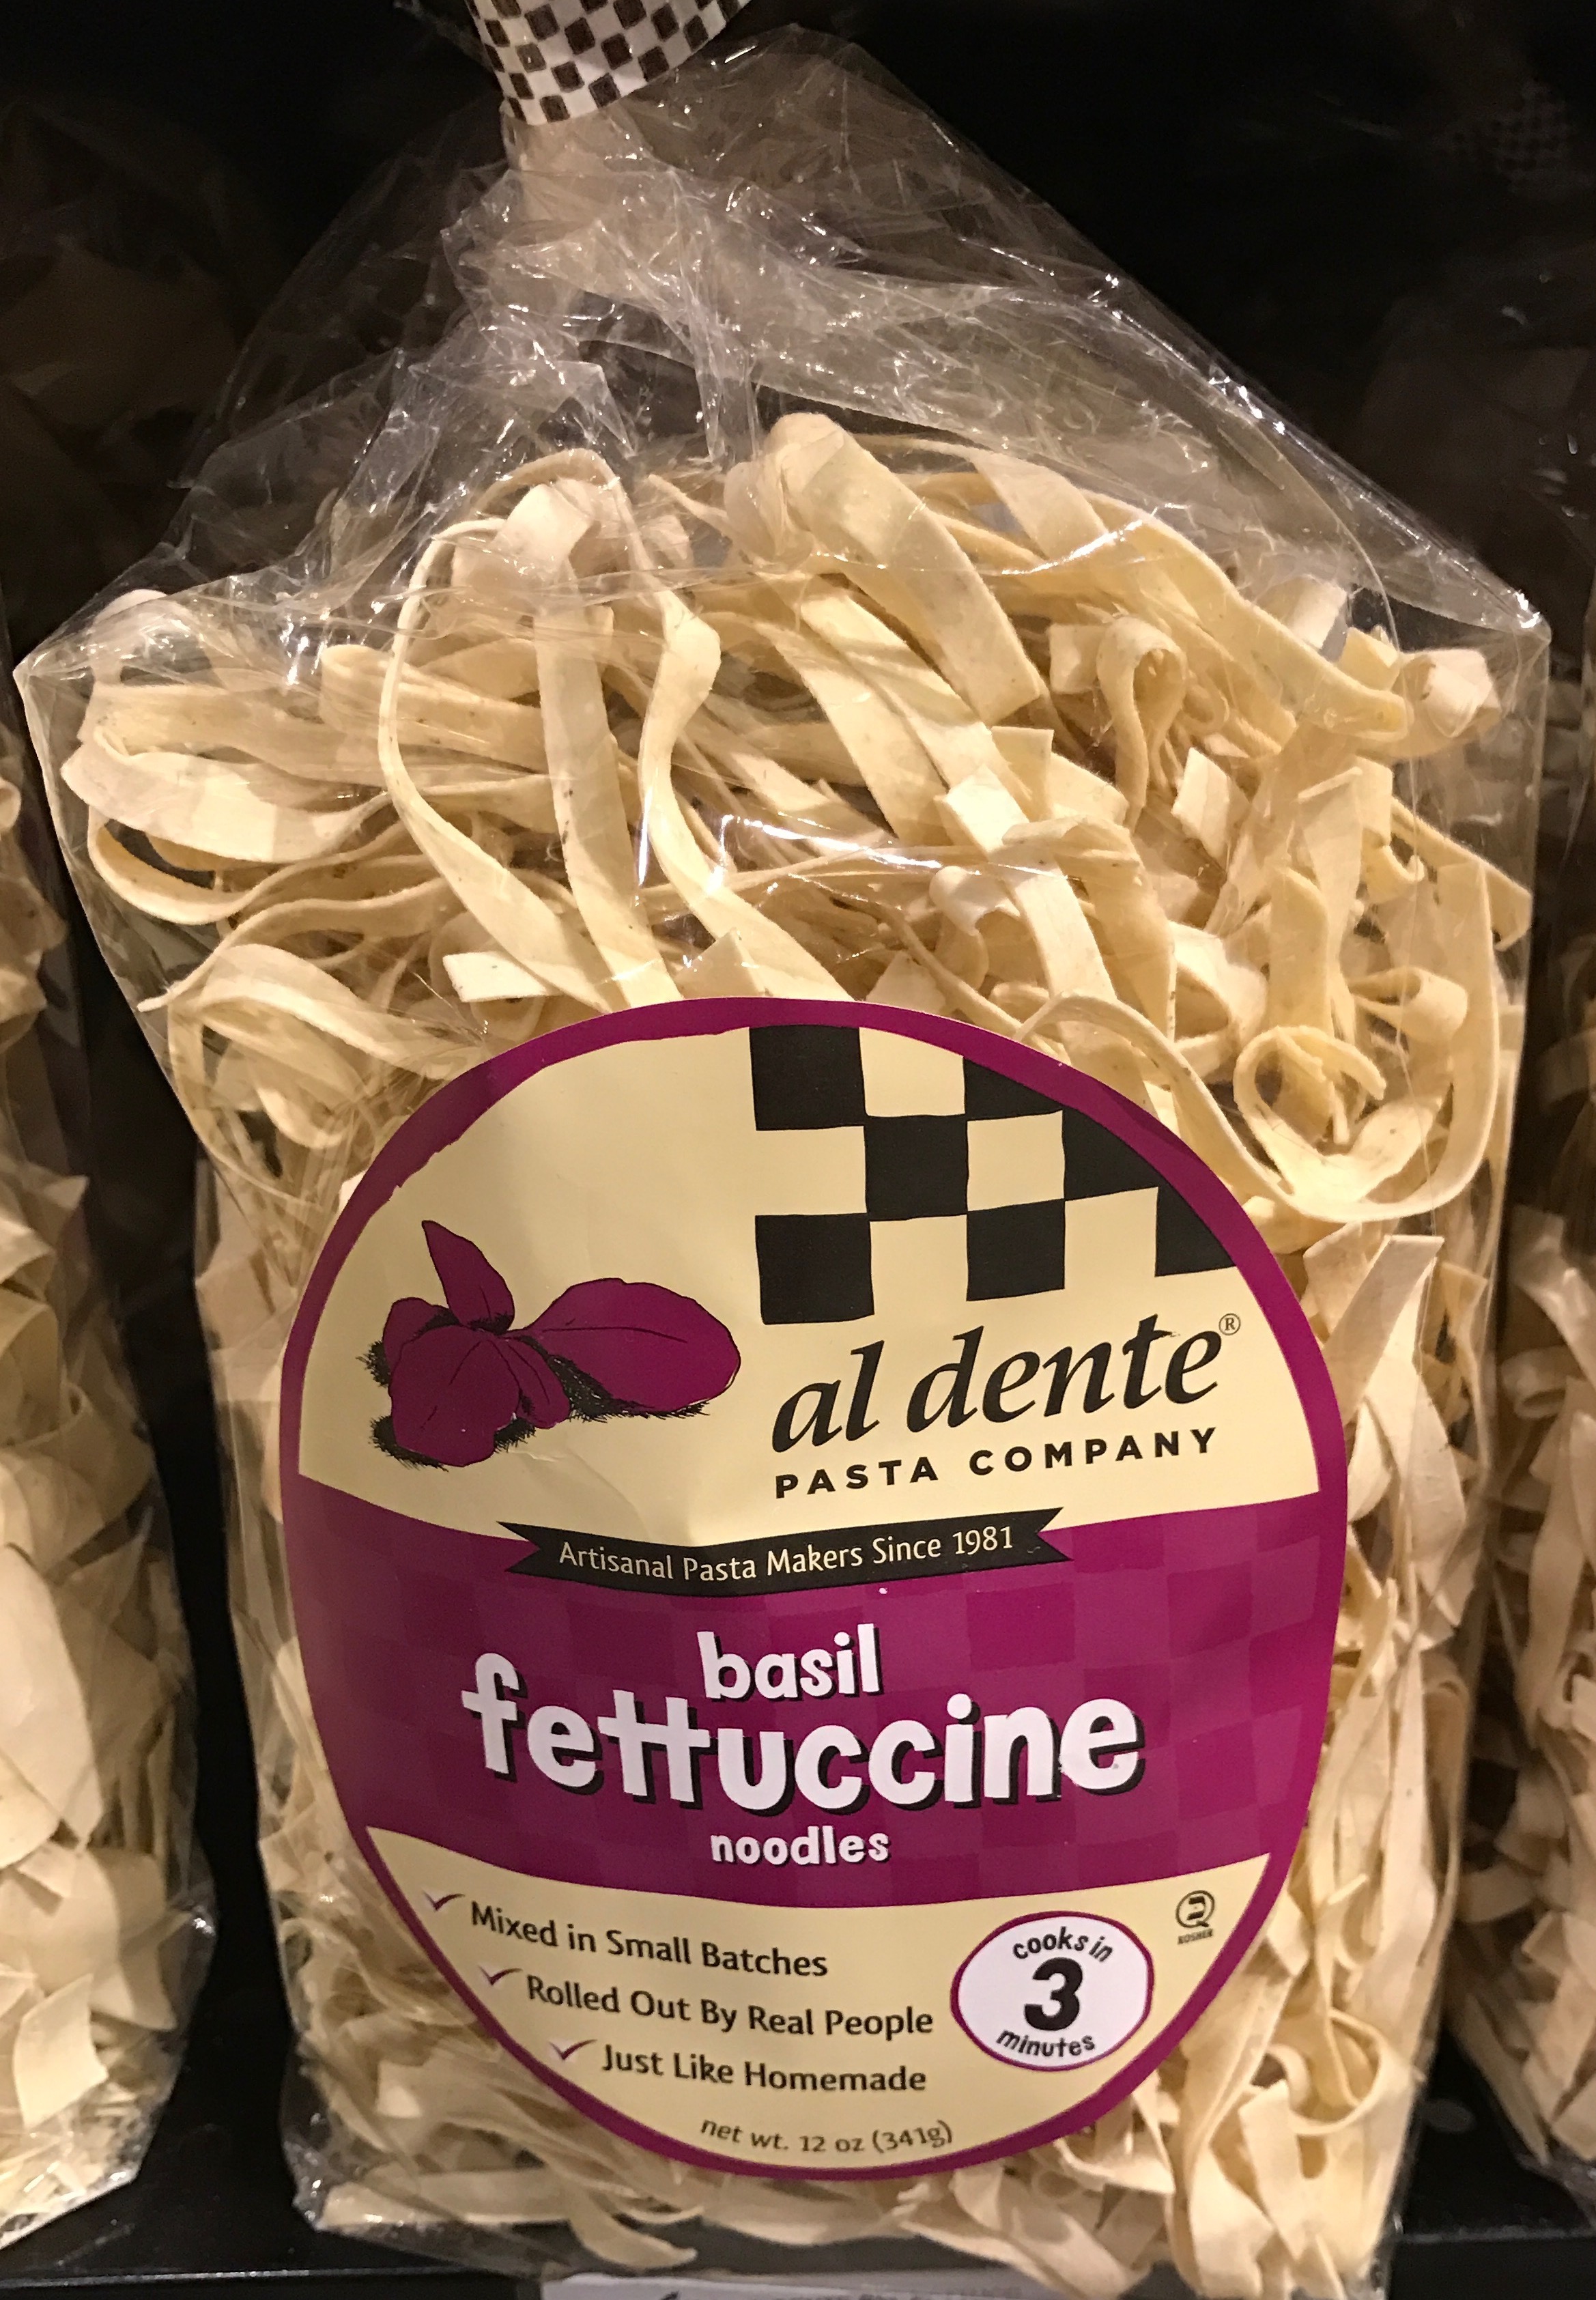 al dente®
PASTA COMPANY
Artisanal Pasta Makers Since 1981
basil
fettuccine
noodles
Mixed in Small Batches
Rolled Out By Real People
Just Like Homemade
cooks in
3
minutes
KOSHER
net wt. 12 oz (341g)